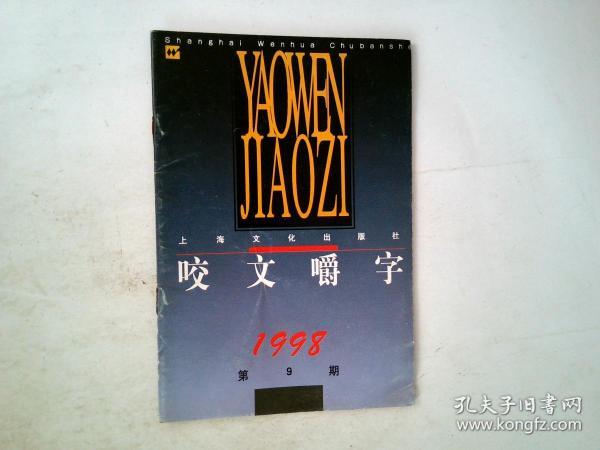 Shanghai Wenhua Chubanshe
YAOWEN
JIAOZI
上海文化出版社
咬文嚼字
1998
第9期
孔夫子旧书网
www.kongfz.com